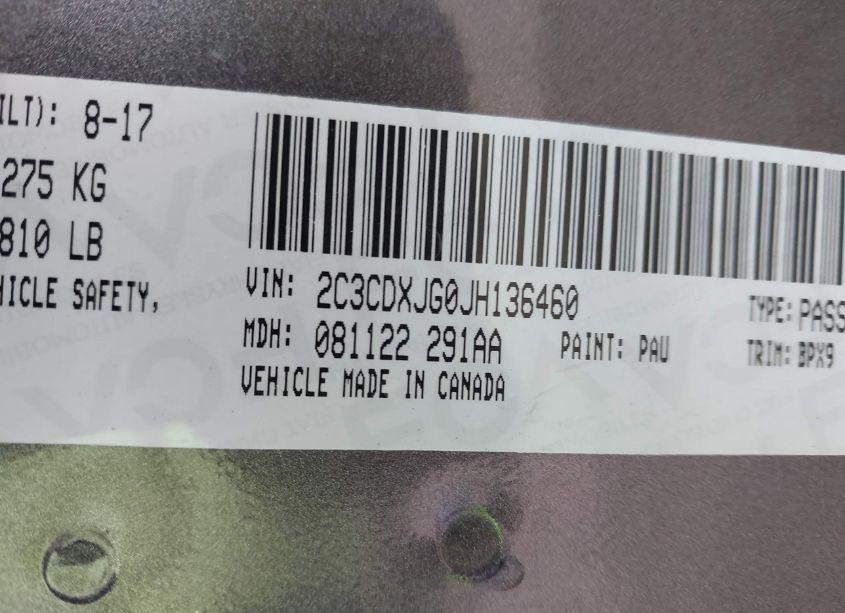 ILT): 8-17
275 KG
810 LB
HICLE SAFETY,
VIN: 2C3CDXJG0JH136460
TYPE: PASS
MDH: 081122 291AA
PAINT: PAU
TRIM: BPX9
VEHICLE MADE IN CANADA